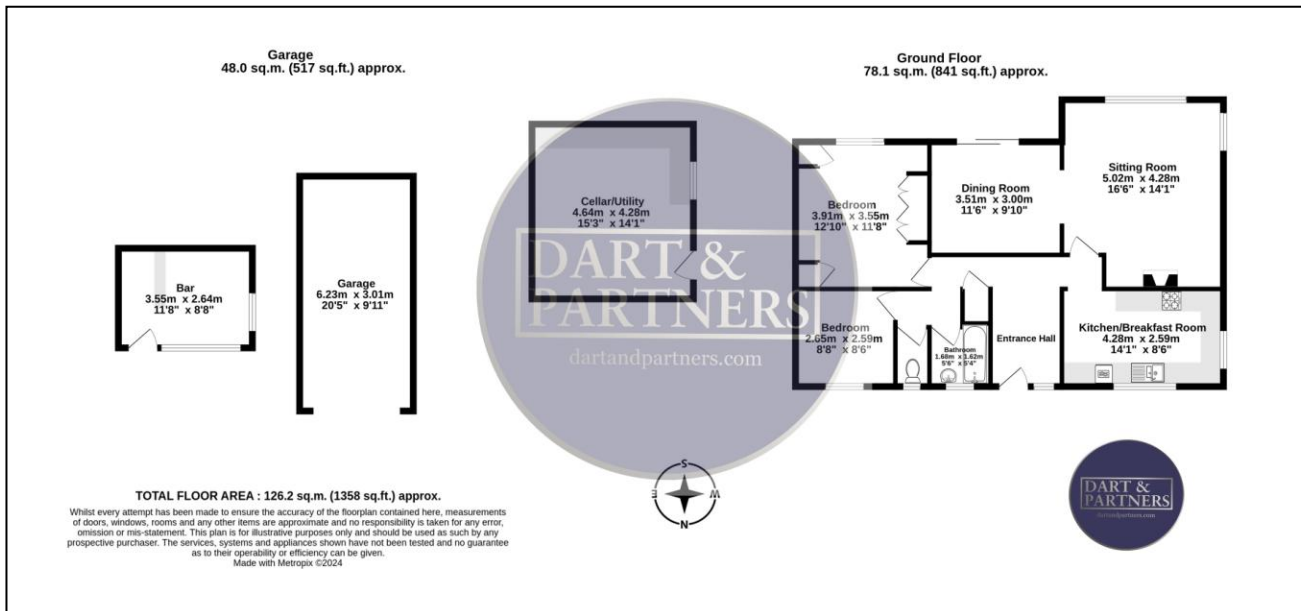 Garage
48.0 sq.m. (517 sq.ft.) approx.
Ground Floor
78.1 sq.m. (841 sq.ft.) approx.
Bar
3.55m x 2.64m
11'8" x 8'8"
Garage
6.23m x 3.01m
20'5" x 9'11"
Cellar/Utility
4.64m x 4.28m
15'3" x 14'1"
Bedroom
3.91m x 3.55m
12'10" x 11'8"
Dining Room
3.51m x 3.00m
11'6" x 9'10"
Sitting Room
5.02m x 4.28m
16'6" x 14'1"
Bedroom
2.65m x 2.59m
8'8" x 8'6"
Bathroom
1.68m x 1.62m
5'6" x 5'4"
Entrance Hall
Kitchen/Breakfast Room
4.28m x 2.59m
14'1" x 8'6"
DART &
PARTNERS
dartandpartners.com
S
E
W
N
DART &
PARTNERS
dartandpartners.com
TOTAL FLOOR AREA : 126.2 sq.m. (1358 sq.ft.) approx.
Whilst every attempt has been made to ensure the accuracy of the floorplan contained here, measurements
of doors, windows, rooms and any other items are approximate and no responsibility is taken for any error,
omission or mis-statement. This plan is for illustrative purposes only and should be used as such by any
prospective purchaser. The services, systems and appliances shown have not been tested and no guarantee
as to their operability or efficiency can be given.
Made with Metropix ©2024